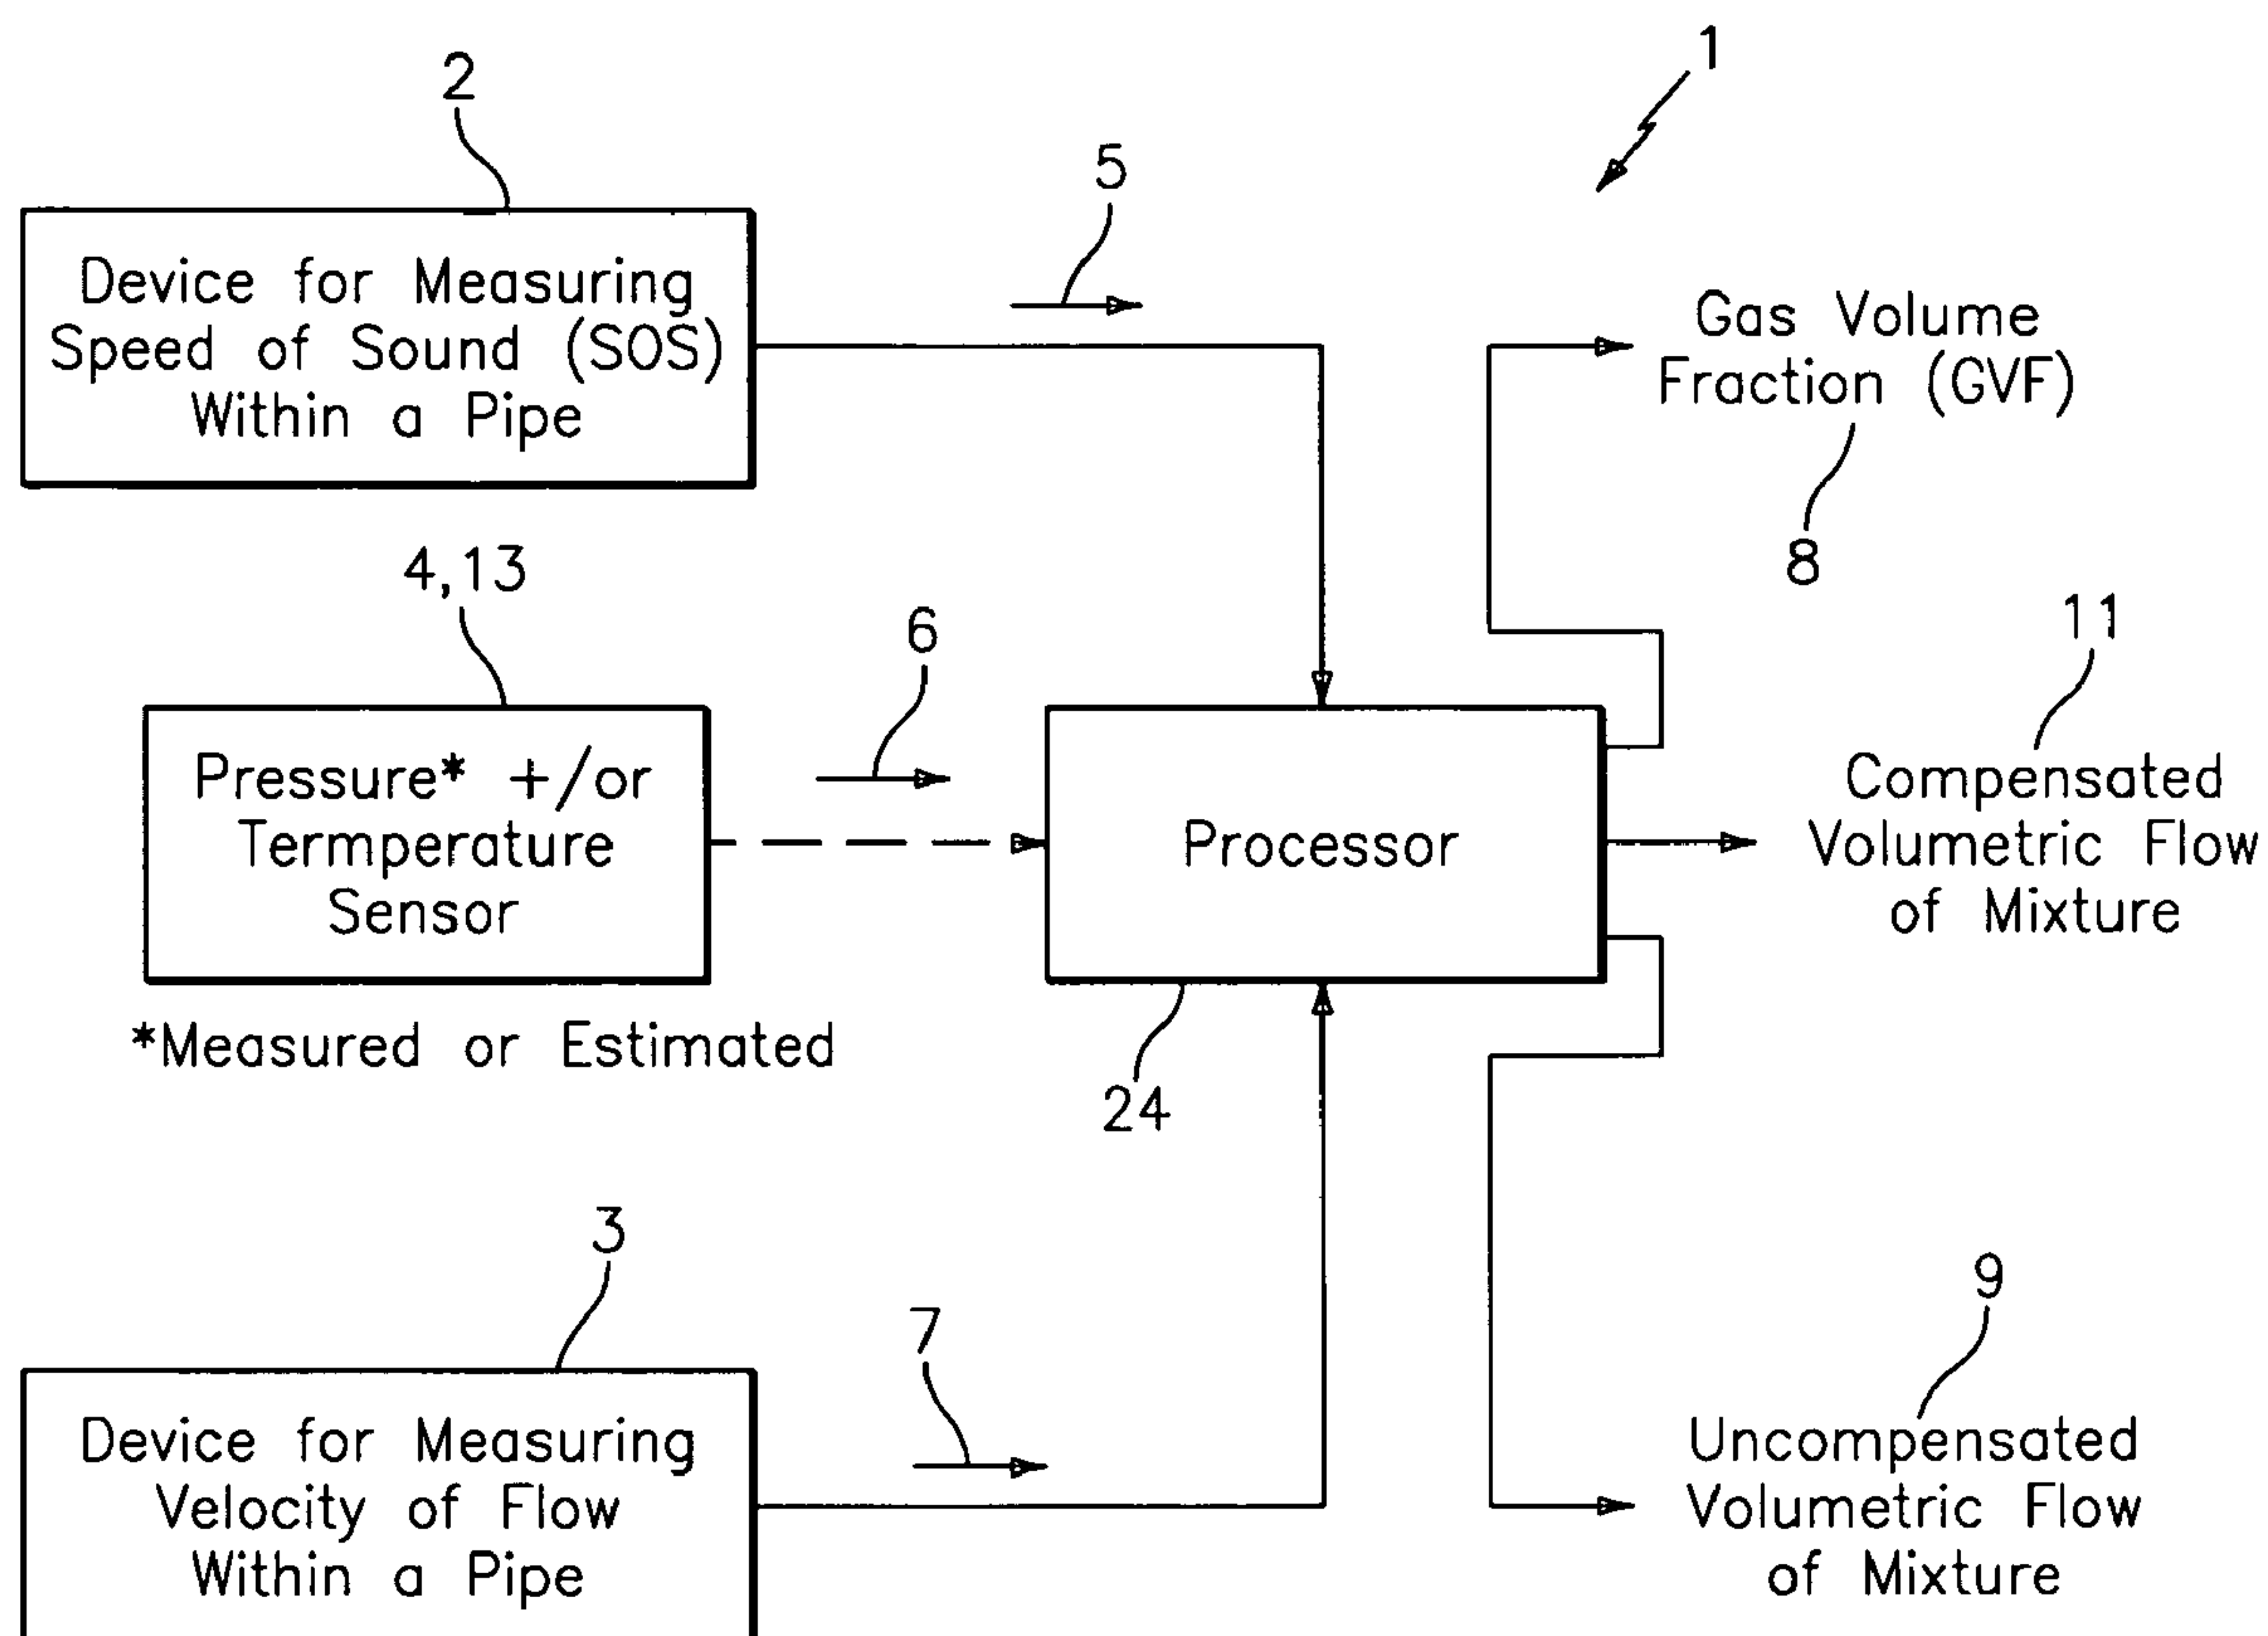 1
2
5
Device for Measuring
Speed of Sound (SOS)
Within a Pipe
Gas Volume
Fraction (GVF)
8
4,13
6
11
Pressure* +/or
Termperature
Sensor
Processor
Compensated
Volumetric Flow
of Mixture
*Measured or Estimated
24
3
7
9
Device for Measuring
Velocity of Flow
Within a Pipe
Uncompensated
Volumetric Flow
of Mixture